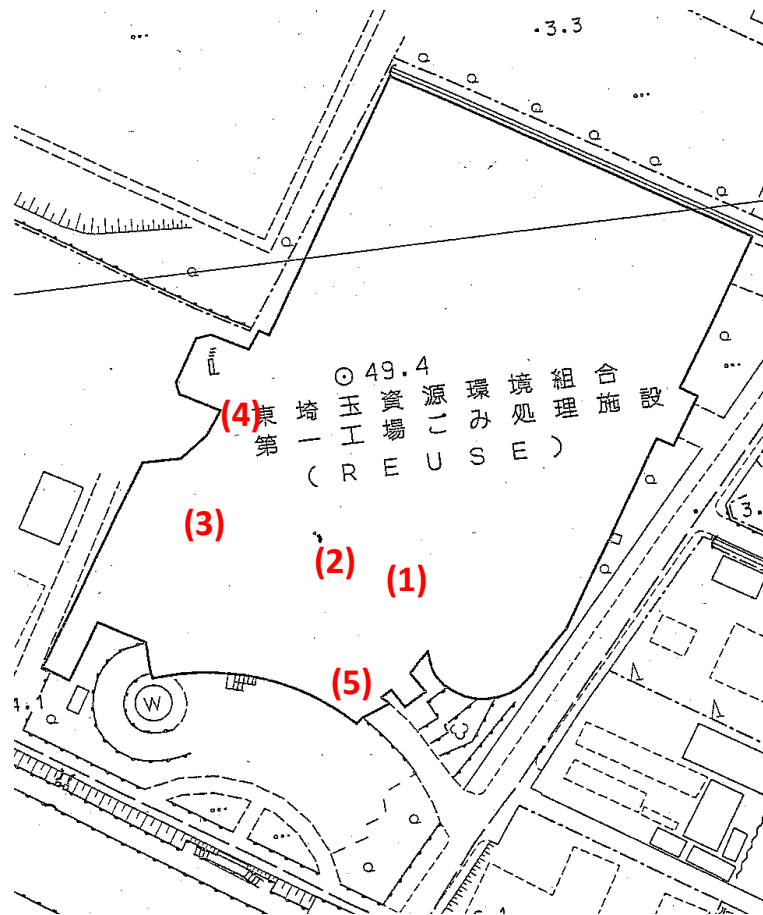 ・3.3
49.4
東埼玉資源環境組合
第一工場ごみ処理施設
(REUSE)
(4)
(3)
(2)
(1)
(5)
W